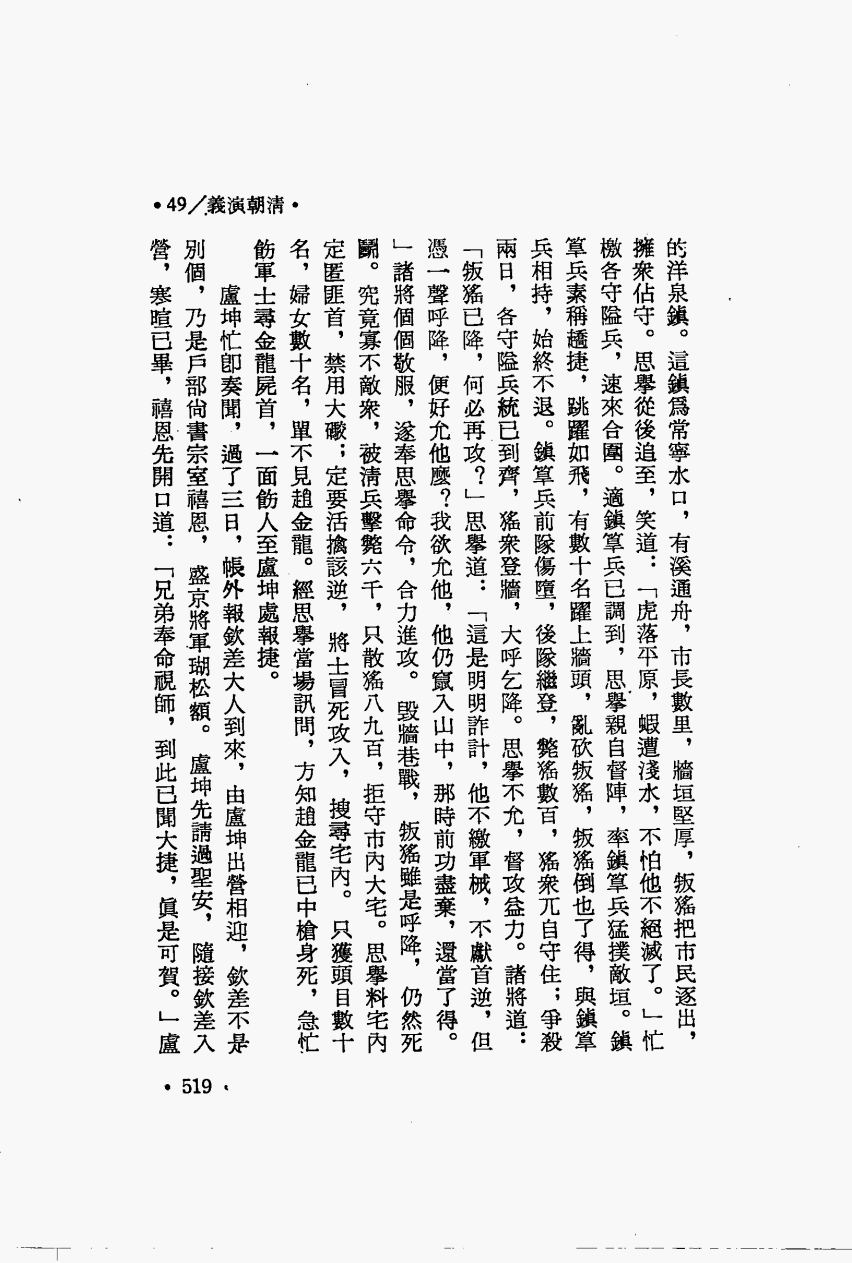 •49／義演朝清•
的洋泉鎮。這鎮爲常寧水口，有溪通舟，市長數里，牆垣堅厚，叛猺把市民逐出，
擁衆佔守。思擧從後追至，笑道：「虎落平原，蝦遭淺水，不怕他不絕滅了。」忙
檄各守隘兵，速來合圍。適鎮筸兵已調到，思擧親自督陣，率鎮筸兵猛撲敵垣。鎮
筸兵素稱趫捷，跳躍如飛，有數十名躍上牆頭，亂砍叛猺，叛猺倒也了得，與鎮筸
兵相持，始終不退。鎮筸兵前隊傷墮，後隊繼登，斃猺數百，猺衆兀自守住；爭殺
兩日，各守隘兵統已到齊，猺衆登牆，大呼乞降。思擧不允，督攻益力。諸將道：
「叛猺已降，何必再攻？」思擧道：「這是明明詐計，他不繳軍械，不獻首逆，但
憑一聲呼降，便好允他麼？我欲允他，他仍竄入山中，那時前功盡棄，還當了得。
」諸將個個敬服，遂奉思擧命令，合力進攻。毀牆巷戰，叛猺雖是呼降，仍然死
鬭。究竟寡不敵衆，被清兵擊斃六千，只散猺八九百，拒守市內大宅。思擧料宅內
定匿匪首，禁用大礮；定要活擒該逆，將士冒死攻入，搜尋宅內。只獲頭目數十
名，婦女數十名，單不見趙金龍。經思擧當場訊問，方知趙金龍已中槍身死，急忙
飭軍士尋金龍屍首，一面飭人至盧坤處報捷。
盧坤忙卽奏聞，過了三日，帳外報欽差大人到來，由盧坤出營相迎，欽差不是
別個，乃是戶部尙書宗室禧恩，盛京將軍瑚松額。盧坤先請過聖安，隨接欽差入
營，寒暄已畢，禧恩先開口道：「兄弟奉命視師，到此已聞大捷，眞是可賀。」盧
•519•